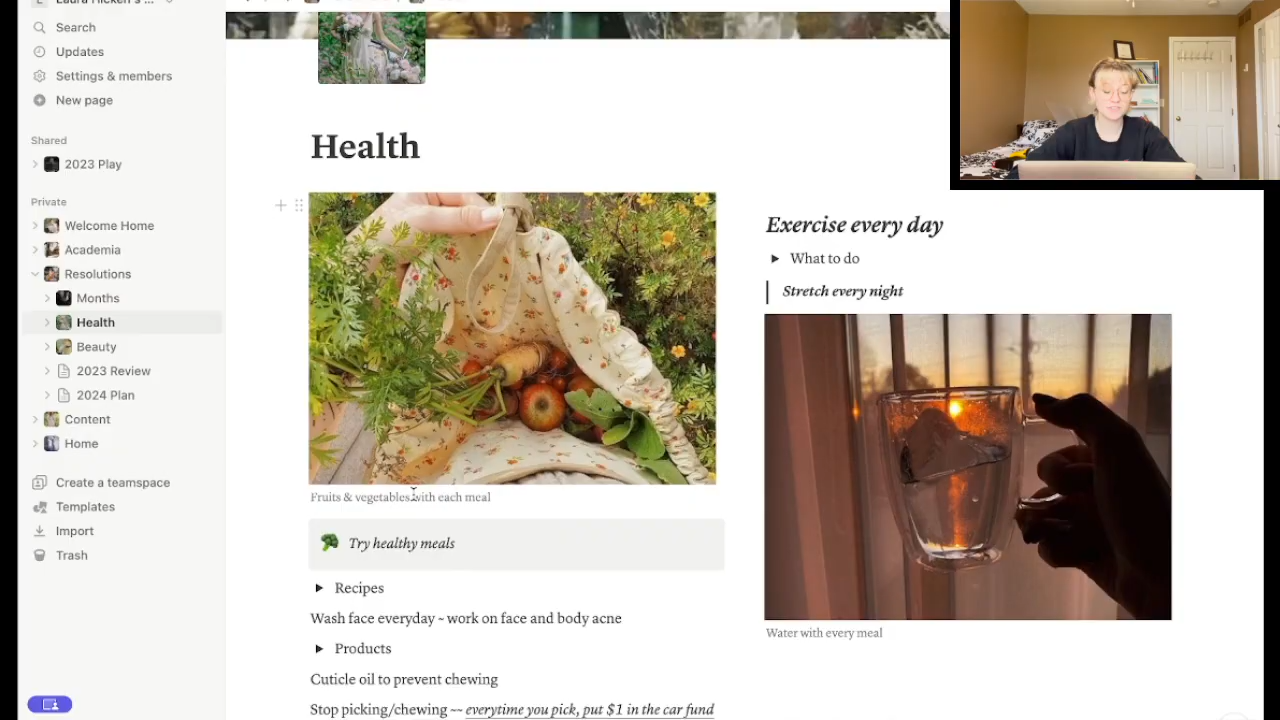 Laura Hicken's ...
Search
Updates
Settings & members
New page
Shared
2023 Play
Private
Welcome Home
Academia
Resolutions
Months
Health
Beauty
2023 Review
2024 Plan
Content
Home
Create a teamspace
Templates
Import
Trash
Health
Fruits & vegetables with each meal
Try healthy meals
Recipes
Wash face everyday ~ work on face and body acne
Products
Cuticle oil to prevent chewing
Stop picking/chewing ~~ everytime you pick, put $1 in the car fund
Exercise every day
What to do
Stretch every night
Water with every meal